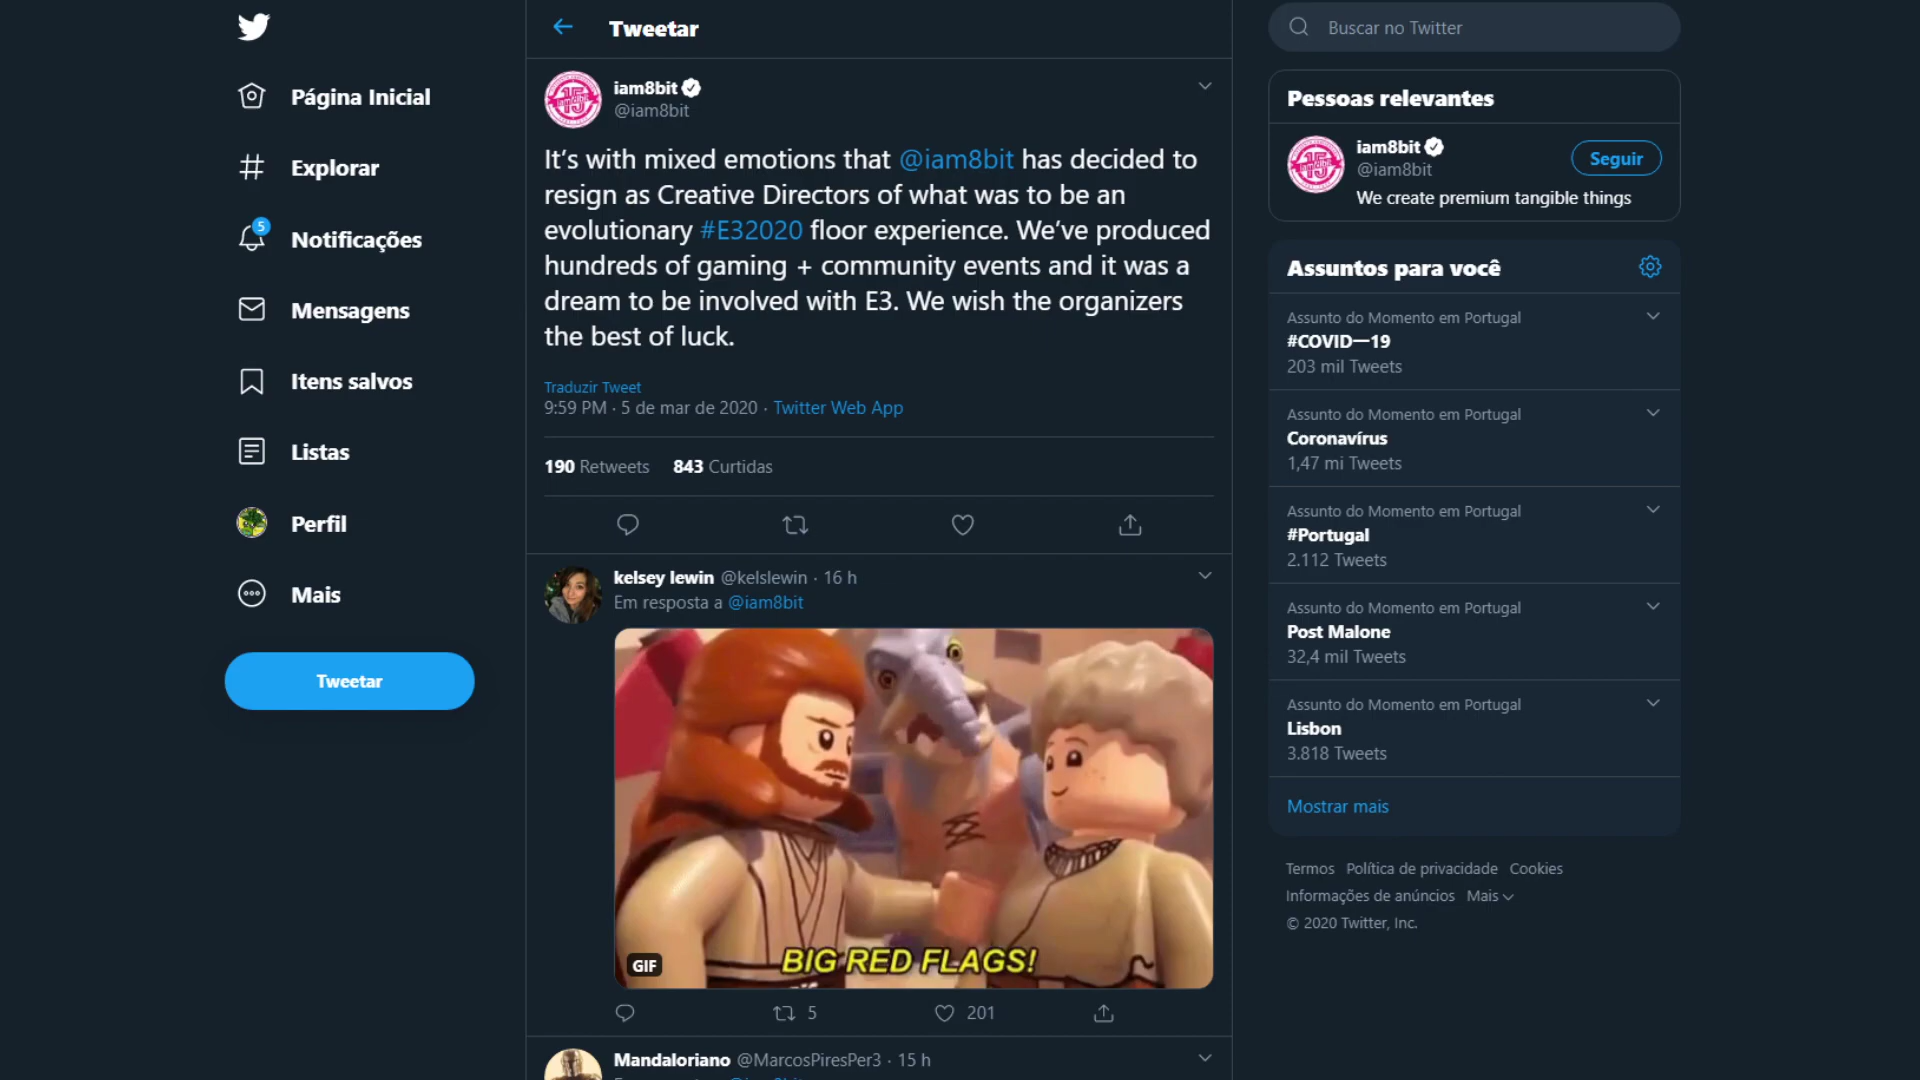 Página Inicial
Explorar
5
Notificações
Mensagens
Itens salvos
Listas
Perfil
Mais
Tweetar
Tweetar
iam8bit
@iam8bit
It’s with mixed emotions that @iam8bit has decided to
resign as Creative Directors of what was to be an
evolutionary #E32020 floor experience. We’ve produced
hundreds of gaming + community events and it was a
dream to be involved with E3. We wish the organizers
the best of luck.
Traduzir Tweet
9:59 PM · 5 de mar de 2020 · Twitter Web App
190 Retweets 843 Curtidas
kelsey lewin @kelslewin · 16 h
Em resposta a @iam8bit
BIG RED FLAGS!
GIF
5 201
Mandaloriano @MarcosPiresPer3 · 15 h
Buscar no Twitter
Pessoas relevantes
iam8bit
@iam8bit
Seguir
We create premium tangible things
Assuntos para você
Assunto do Momento em Portugal
#COVID—19
203 mil Tweets
Assunto do Momento em Portugal
Coronavírus
1,47 mi Tweets
Assunto do Momento em Portugal
#Portugal
2.112 Tweets
Assunto do Momento em Portugal
Post Malone
32,4 mil Tweets
Assunto do Momento em Portugal
Lisbon
3.818 Tweets
Mostrar mais
Termos Política de privacidade Cookies
Informações de anúncios Mais
© 2020 Twitter, Inc.